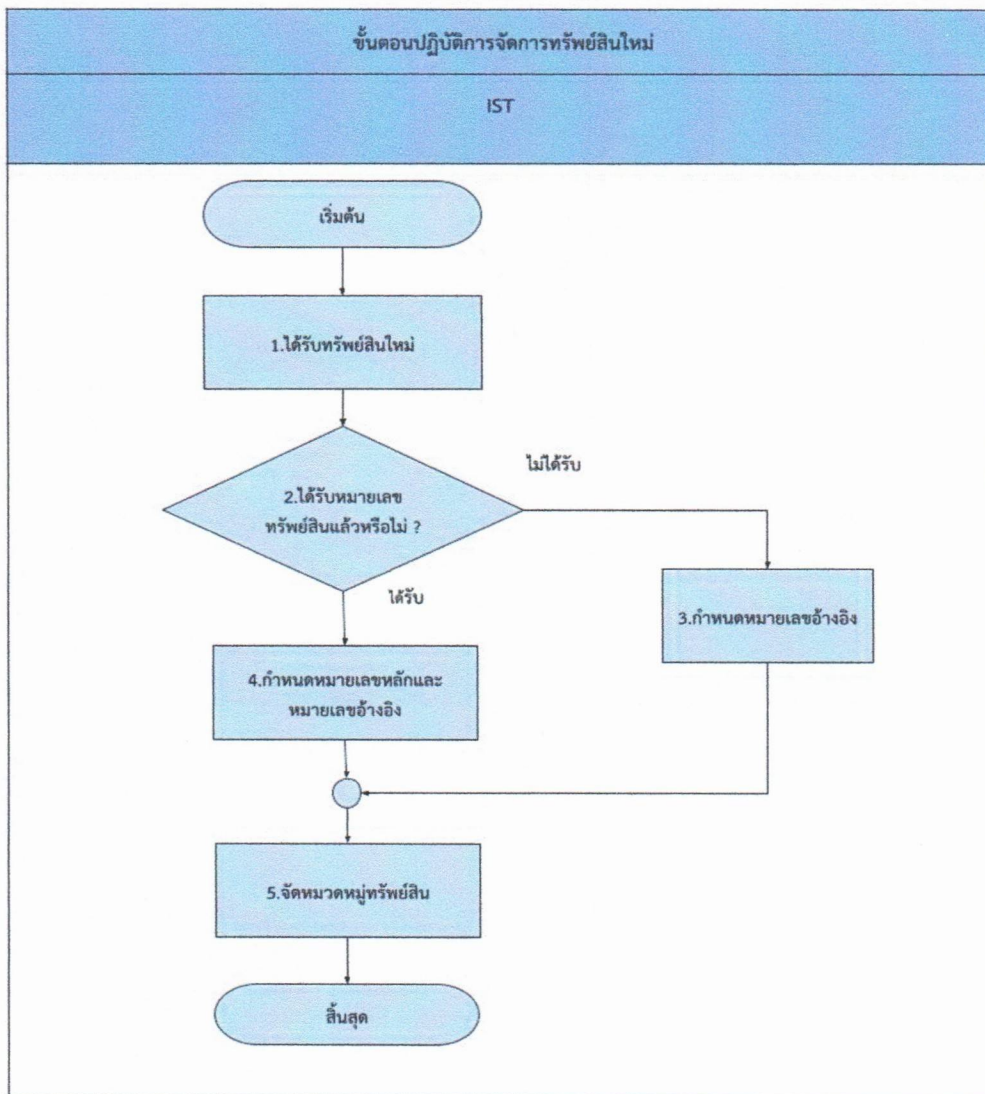 ขั้นตอนปฏิบัติการจัดการทรัพย์สินใหม่
IST
เริ่มต้น
1.ได้รับทรัพย์สินใหม่
2.ได้รับหมายเลข
ทรัพย์สินแล้วหรือไม่ ?
ไม่ได้รับ
ได้รับ
3.กำหนดหมายเลขอ้างอิง
4.กำหนดหมายเลขหลักและ
หมายเลขอ้างอิง
5.จัดหมวดหมู่ทรัพย์สิน
สิ้นสุด